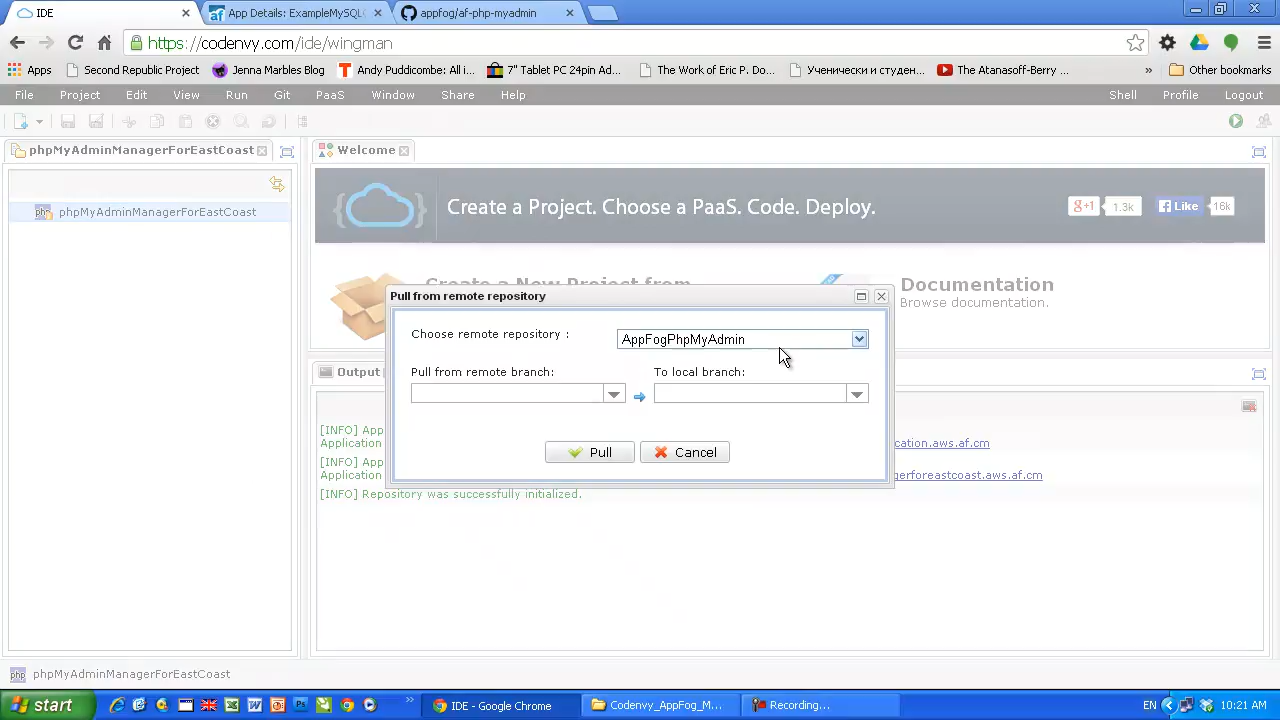 IDE
App Details: ExampleMySQL
appfog/af-php-myadmin
https://codenvy.com/ide/wingman
Apps
Second Republic Project
Jenna Marbles Blog
Andy Puddicombe: All i...
7" Tablet PC 24pin Ad...
The Work of Eric P. Do...
Ученически и студен...
The Atanasoff-Berry ...
»
Other bookmarks
File Project Edit View Run Git PaaS Window Share Help Shell Profile Logout
phpMyAdminManagerForEastCoast
Welcome
phpMyAdminManagerForEastCoast
Create a Project. Choose a PaaS. Code. Deploy.
+1 1.3k
Like 16k
Create a New Project from
Documentation
Browse documentation.
Pull from remote repository
Choose remote repository :
AppFogPhpMyAdmin
Pull from remote branch:
To local branch:
Pull
Cancel
Output
[INFO] App
Application
cation.aws.af.cm
[INFO] App
Application
gerforeastcoast.aws.af.cm
[INFO] Repository was successfully initialized.
phpMyAdminManagerForEastCoast
start
»
IDE - Google Chrome
Codenvy_AppFog_M...
Recording...
EN
10:21 AM